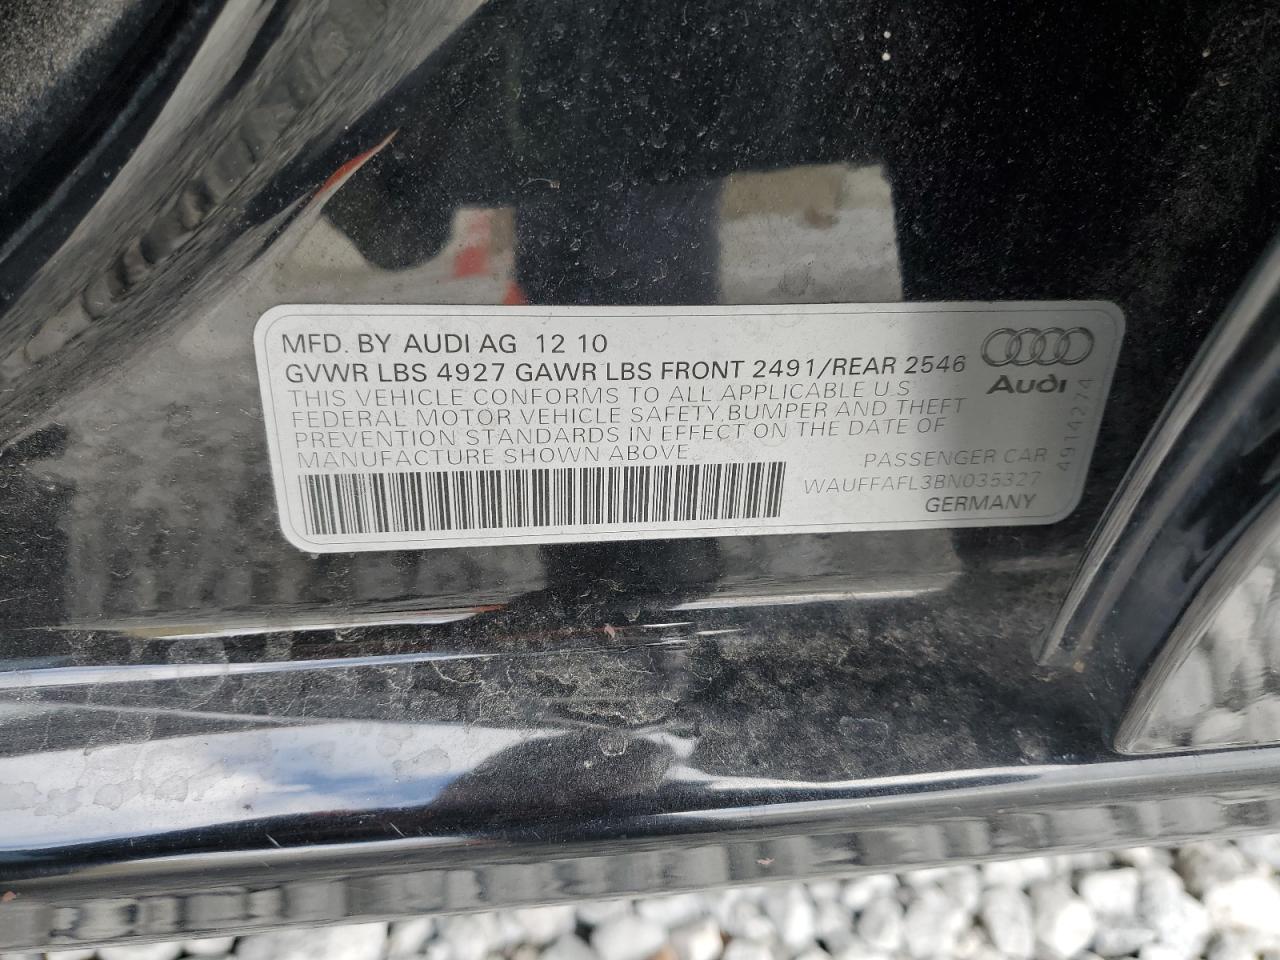 MFD. BY AUDI AG 12 10
GVWR LBS 4927 GAWR LBS FRONT 2491/REAR 2546
THIS VEHICLE CONFORMS TO ALL APPLICABLE U.S
FEDERAL MOTOR VEHICLE SAFETY, BUMPER AND THEFT
PREVENTION STANDARDS IN EFFECT ON THE DATE OF
MANUFACTURE SHOWN ABOVE
PASSENGER CAR
WAUFFAFL3BN035327
GERMANY
Audi
4914274